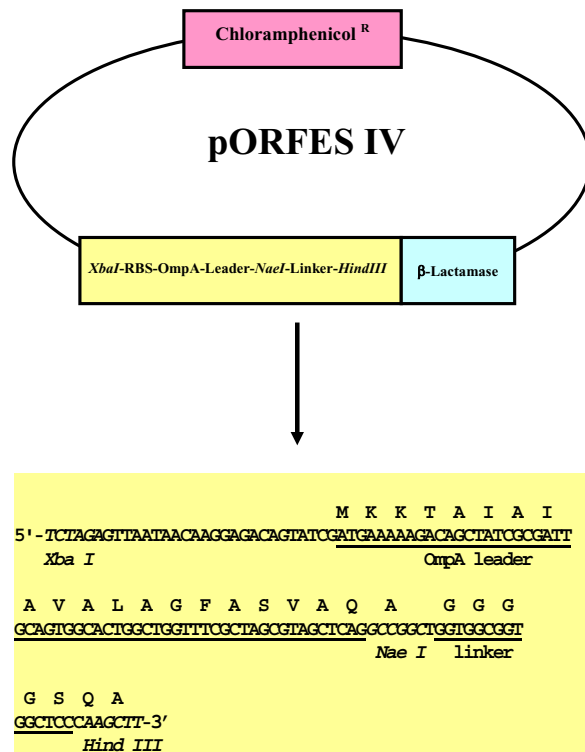 Chloramphenicol R
pORFES IV
XbaI-RBS-OmpA-Leader-NaeI-Linker-HindIII
β-Lactamase
M K K T A I A I
5'-TCTAGAGTTAATAACAAGGAGACAGTATCGATGAAAAAGACAGCTATCGCGATT
Xba I OmpA leader
A V A L A G F A S V A Q A G G G
GCAGTGGCACTGGCTGGTTTCGCTAGCGTAGCTCAGGCCGGCTGGTGGCGGT
Nae I linker
G S Q A
GGCTCCCAAGCTT-3’
Hind III